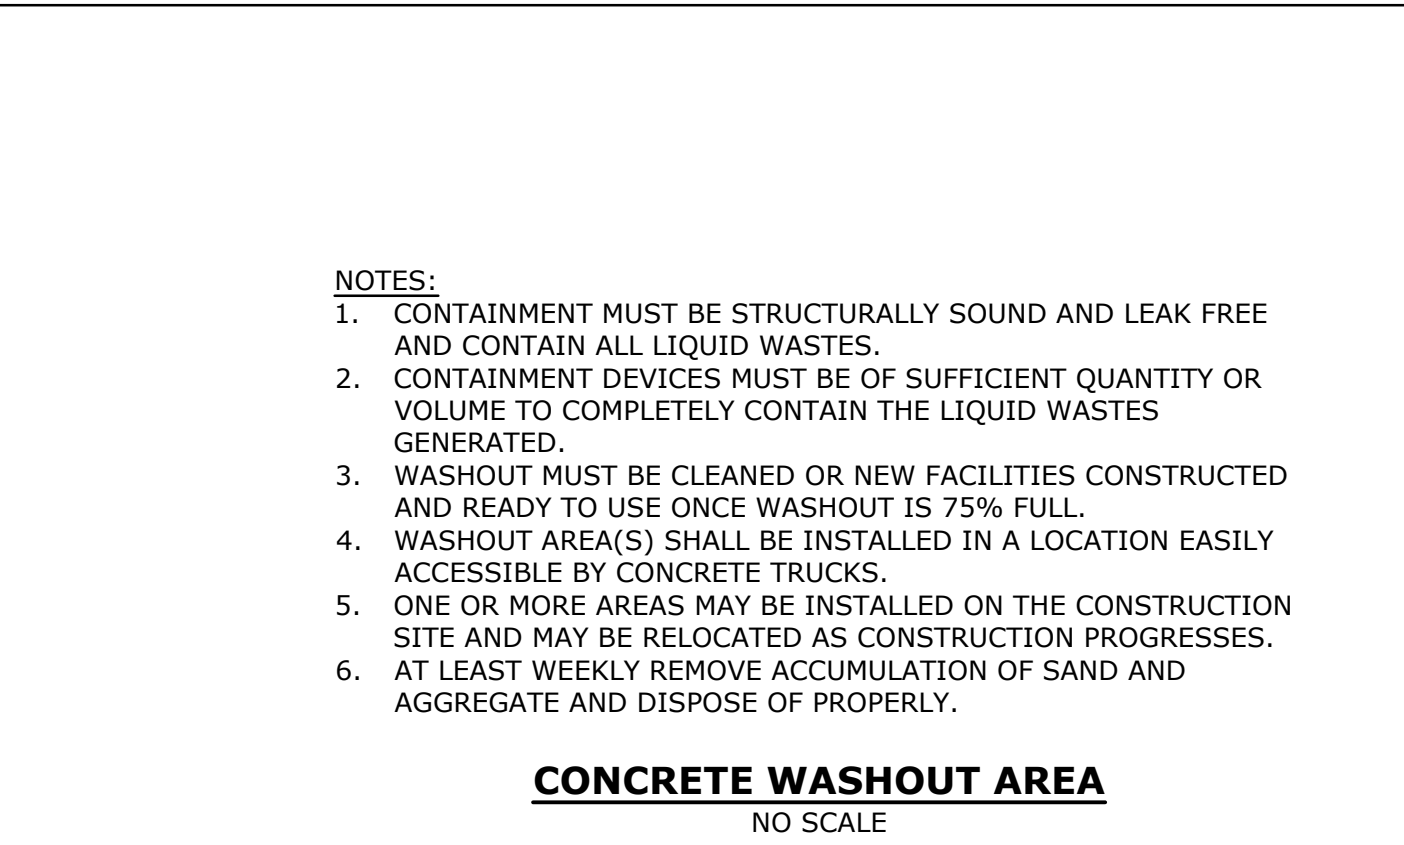 NOTES:
1. CONTAINMENT MUST BE STRUCTURALLY SOUND AND LEAK FREE
AND CONTAIN ALL LIQUID WASTES.
2. CONTAINMENT DEVICES MUST BE OF SUFFICIENT QUANTITY OR
VOLUME TO COMPLETELY CONTAIN THE LIQUID WASTES
GENERATED.
3. WASHOUT MUST BE CLEANED OR NEW FACILITIES CONSTRUCTED
AND READY TO USE ONCE WASHOUT IS 75% FULL.
4. WASHOUT AREA(S) SHALL BE INSTALLED IN A LOCATION EASILY
ACCESSIBLE BY CONCRETE TRUCKS.
5. ONE OR MORE AREAS MAY BE INSTALLED ON THE CONSTRUCTION
SITE AND MAY BE RELOCATED AS CONSTRUCTION PROGRESSES.
6. AT LEAST WEEKLY REMOVE ACCUMULATION OF SAND AND
AGGREGATE AND DISPOSE OF PROPERLY.
CONCRETE WASHOUT AREA
NO SCALE